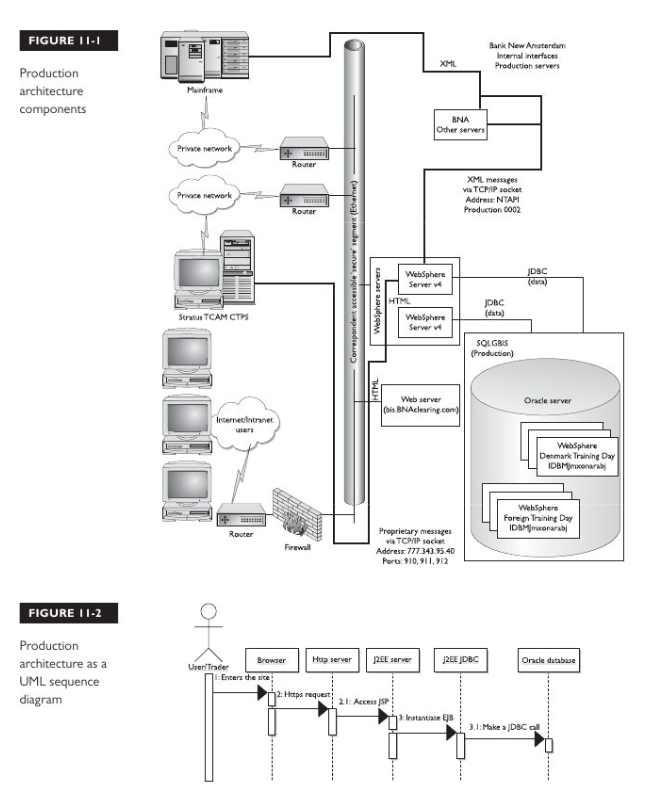 FIGURE 11-1
Production
architecture
components
Mainframe
Private network
Router
Private network
Router
Stratus TCAM CTPS
Internet/Intranet
users
Router
Firewall
Correspondent accessible 'secure' segment (Ethernet)
XML
Bank New Amsterdam
Internal interfaces
Production servers
BNA
Other servers
XML messages
via TCP/IP socket
Address: NTAPI
Production 0002
WebSphere servers
WebSphere
Server v4
HTML
WebSphere
Server v4
JDBC
(data)
JDBC
(data)
HTML
Web server
(bis.BNAclearing.com)
SQLGBIS
(Production)
Oracle server
WebSphere
Denmark Training Day
IDBMJmxonarabj
WebSphere
Foreign Training Day
IDBMJmxonarabj
Proprietary messages
via TCP/IP socket
Address: 777.343.95.40
Ports: 910, 911, 912
FIGURE 11-2
Production
architecture as a
UML sequence
diagram
User/Trader
Browser
Http server
J2EE server
J2EE JDBC
Oracle database
1: Enters the site
2: Https request
2.1: Access JSP
3: Instantiate EJB
3.1: Make a JDBC call